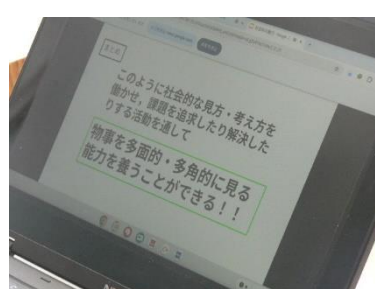 まとめ
このように社会的な見方・考え方を
働かせ，課題を追求したり解決した
りする活動を通して
物事を多面的・多角的に見る
能力を養うことができる！！